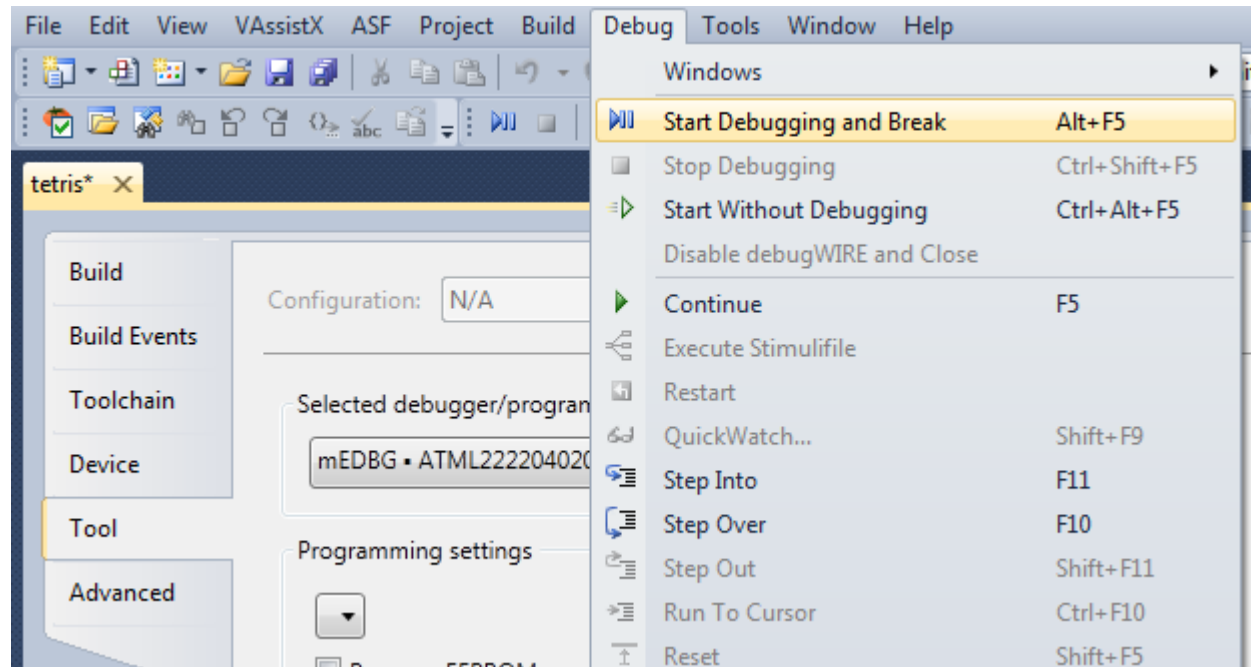 File Edit View VAssistX ASF Project Build Debug Tools Window Help
Windows
abc
Start Debugging and Break Alt+F5
Stop Debugging Ctrl+Shift+F5
tetris*
Start Without Debugging Ctrl+Alt+F5
Disable debugWIRE and Close
Build
Configuration: N/A
Continue F5
Build Events
Execute Stimulifile
Toolchain
Selected debugger/program
Restart
QuickWatch... Shift+F9
Device
mEDBG • ATML222204020
Step Into F11
Tool
Step Over F10
Programming settings
Step Out Shift+F11
Advanced
Run To Cursor Ctrl+F10
Reset Shift+F5